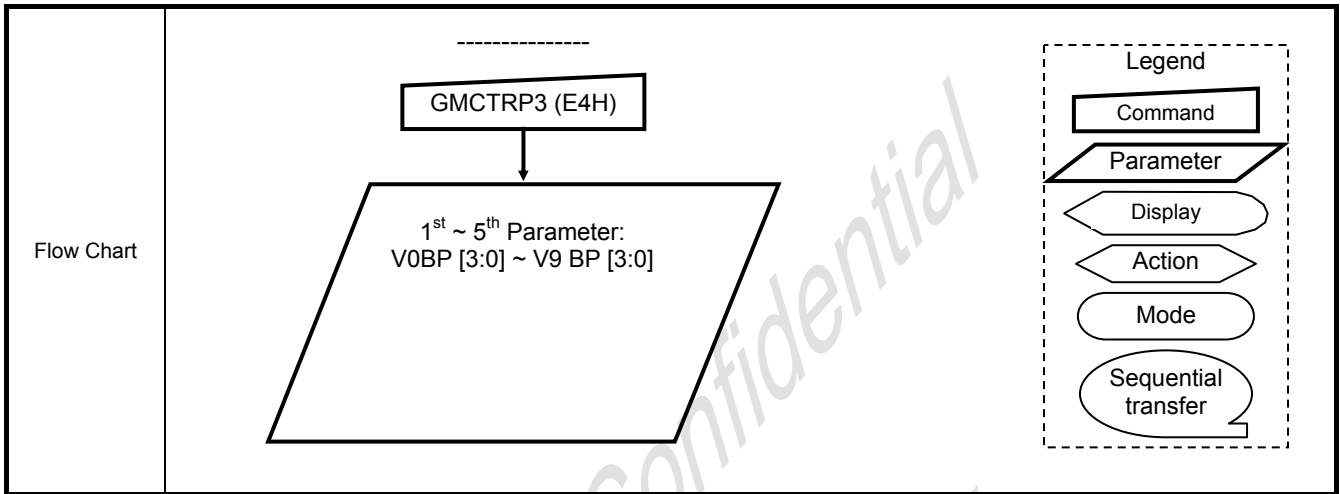 Flow Chart
---------------
GMCTRP3 (E4H)
1st ~ 5th Parameter:
V0BP [3:0] ~ V9 BP [3:0]
Legend
Command
Parameter
Display
Action
Mode
Sequential
transfer
Confidential